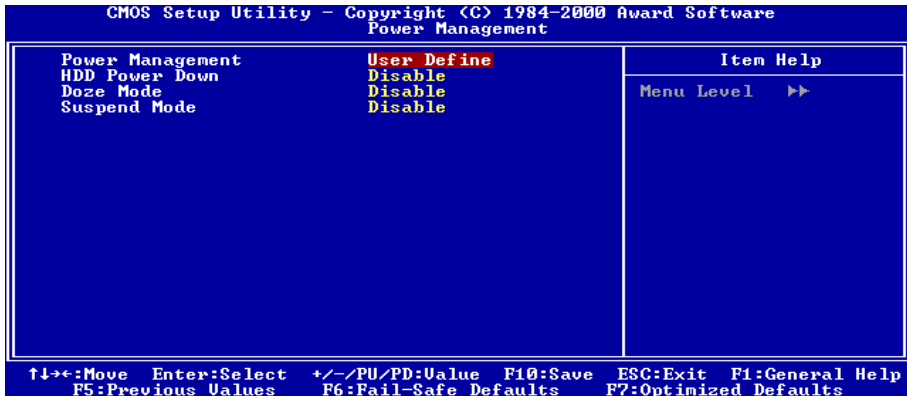 CMOS Setup Utility - Copyright (C) 1984-2000 Award Software
Power Management
Power Management User Define
HDD Power Down Disable
Doze Mode Disable
Suspend Mode Disable
Item Help
Menu Level ►►
↑↓→←:Move Enter:Select +/-/PU/PD:Value F10:Save ESC:Exit F1:General Help
F5:Previous Values F6:Fail-Safe Defaults F7:Optimized Defaults